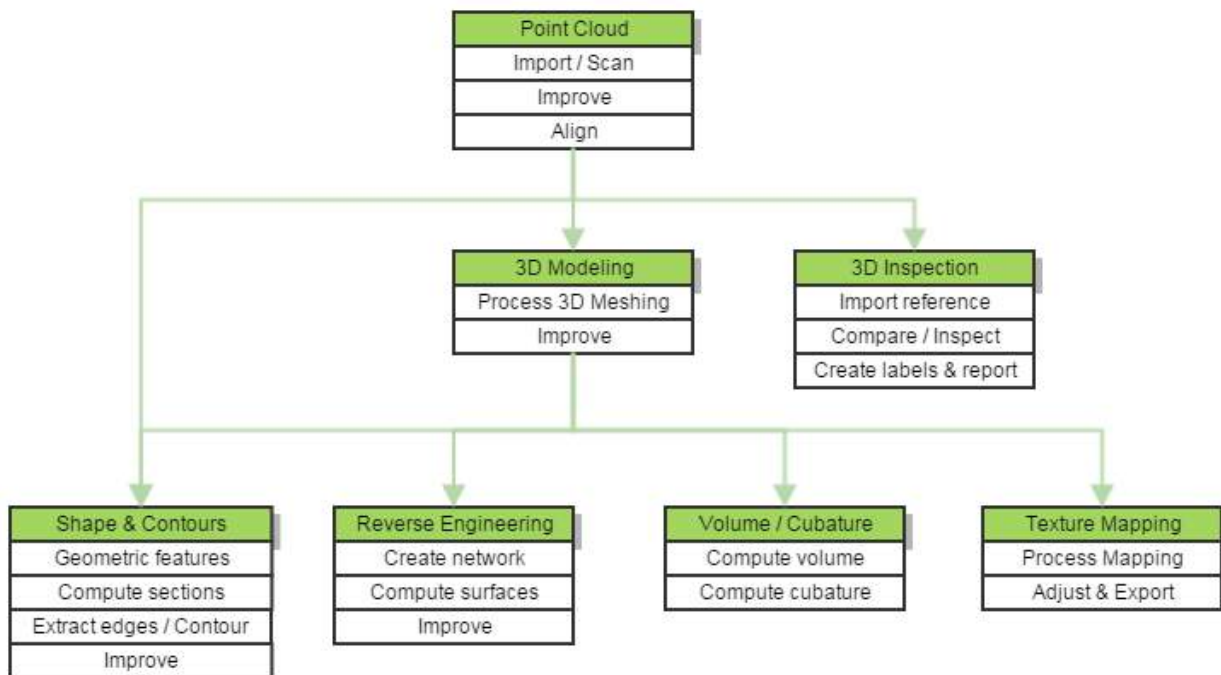 Point Cloud
Import / Scan
Improve
Align
3D Modeling
Process 3D Meshing
Improve
3D Inspection
Import reference
Compare / Inspect
Create labels & report
Shape & Contours
Geometric features
Compute sections
Extract edges / Contour
Improve
Reverse Engineering
Create network
Compute surfaces
Improve
Volume / Cubature
Compute volume
Compute cubature
Texture Mapping
Process Mapping
Adjust & Export